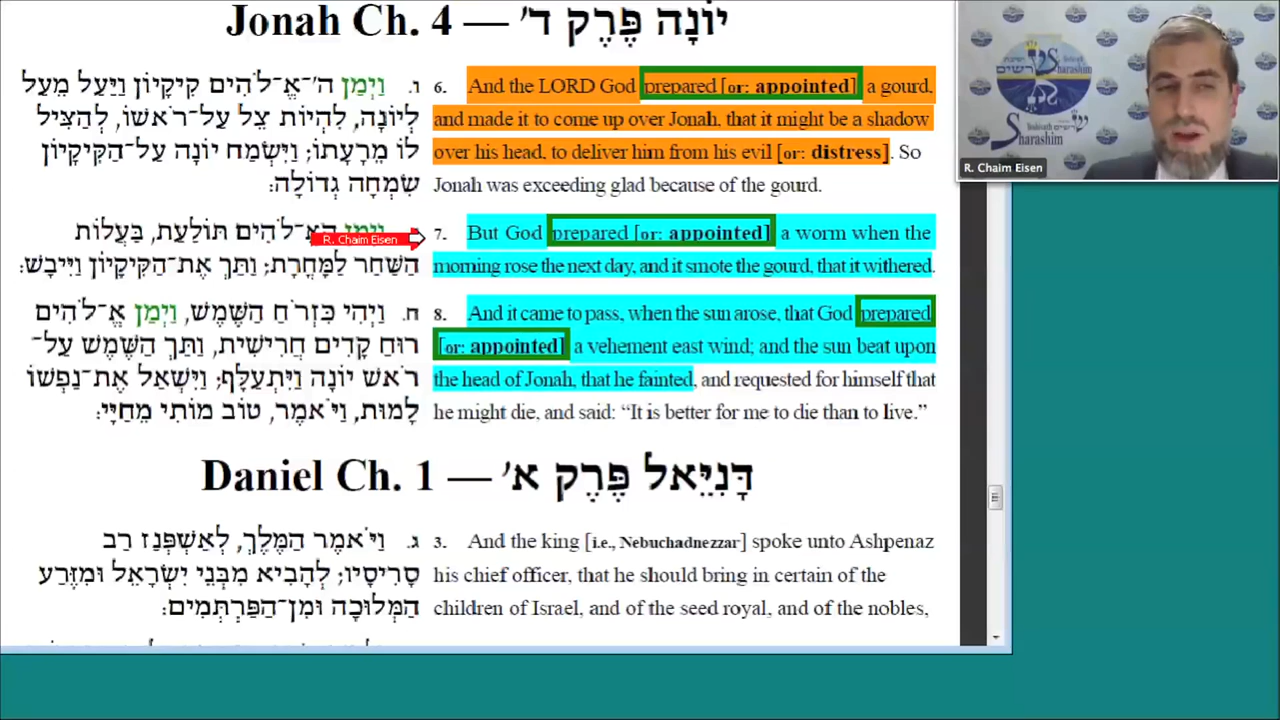 Jonah Ch. 4 — יוֹנָה פֶּרֶק ד׳
ו. וַיְמַן ה׳־אֱ־לֹהִים קִיקָיוֹן וַיַּעַל מֵעַל
לְיוֹנָה, לִהְיוֹת צֵל עַל־רֹאשׁוֹ, לְהַצִּיל
לוֹ מֵרָעָתוֹ; וַיִּשְׂמַח יוֹנָה עַל־הַקִּיקָיוֹן
שִׂמְחָה גְדוֹלָה:
6. And the LORD God prepared [or: appointed] a gourd,
and made it to come up over Jonah, that it might be a shadow
over his head, to deliver him from his evil [or: distress]. So
Jonah was exceeding glad because of the gourd.
הָא־לֹהִים תּוֹלַעַת, בַּעֲלוֹת
הַשַּׁחַר לַמָּחֳרָת; וַתַּךְ אֶת־הַקִּיקָיוֹן וַיִּיבָשׁ:
R. Chaim Eisen
7. But God prepared [or: appointed] a worm when the
morning rose the next day, and it smote the gourd, that it withered.
ח. וַיְהִי כִּזְרֹחַ הַשֶּׁמֶשׁ, וַיְמַן אֱ־לֹהִים
רוּחַ קָדִים חֲרִישִׁית, וַתַּךְ הַשֶּׁמֶשׁ עַל־
רֹאשׁ יוֹנָה וַיִּתְעַלָּף; וַיִּשְׁאַל אֶת־נַפְשׁוֹ
לָמוּת, וַיֹּאמֶר, טוֹב מוֹתִי מֵחַיָּי:
8. And it came to pass, when the sun arose, that God prepared
[or: appointed] a vehement east wind; and the sun beat upon
the head of Jonah, that he fainted, and requested for himself that
he might die, and said: “It is better for me to die than to live.”
Daniel Ch. 1 — דָּנִיֵּאל פֶּרֶק א׳
ג. וַיֹּאמֶר הַמֶּלֶךְ, לְאַשְׁפְּנַז רַב
סָרִיסָיו; לְהָבִיא מִבְּנֵי יִשְׂרָאֵל וּמִזֶּרַע
הַמְּלוּכָה וּמִן־הַפַּרְתְּמִים:
3. And the king [i.e., Nebuchadnezzar] spoke unto Ashpenaz
his chief officer, that he should bring in certain of the
children of Israel, and of the seed royal, and of the nobles,
Sharashim
R. Chaim Eisen